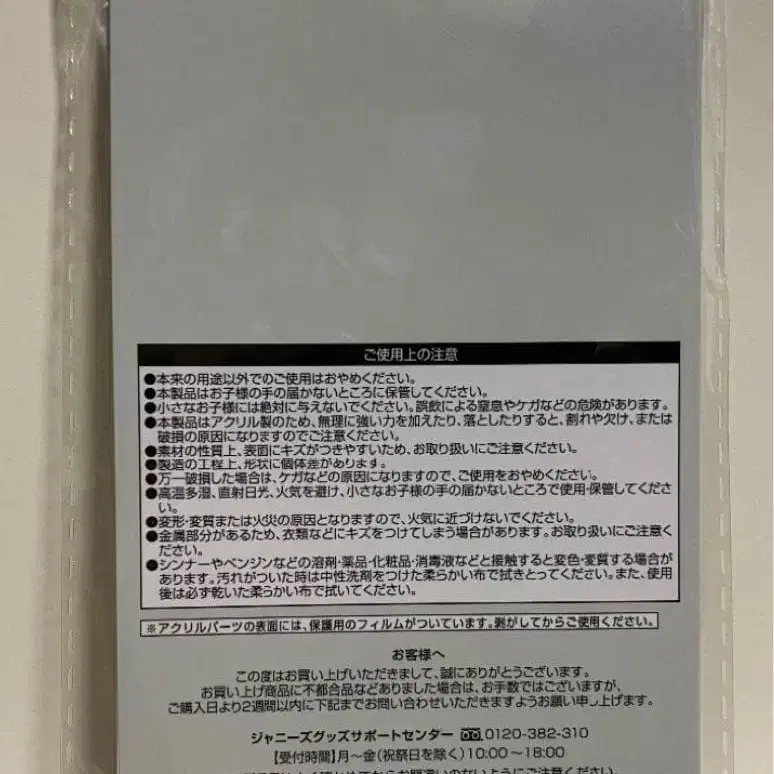 ご使用上の注意
●本来の用途以外でのご使用はおやめください。
●本製品はお子様の手の届かないところに保管してください。
●小さなお子様には絶対に与えないでください。誤飲による窒息やケガなどの危険があります。
●本製品はアクリル製のため、無理に強い力を加えたり、落としたりすると、割れや欠け、または
破損の原因になりますのでご注意ください。
●素材の性質上、表面にキズがつきやすいため、お取り扱いにご注意ください。
●製造の工程上、形状に個体差があります。
●万一破損した場合は、ケガなどの原因になりますので、ご使用をおやめください。
●高温多湿、直射日光、火気を避け、小さなお子様の手の届かないところで使用・保管してくださ
い。
●変形・変質または火災の原因となりますので、火気に近づけないでください。
●金属部分があるため、衣類などにキズをつけてしまう場合があります。お取り扱いにご注意く
ださい。
●シンナーやベンジンなどの溶剤・薬品・化粧品・消毒液などと接触すると変色・変質する場合が
あります。汚れがついた時は中性洗剤をつけた柔らかい布で拭きとってください。また、使用
後は必ず乾いた柔らかい布で拭いてください。
※アクリルパーツの表面には、保護用のフィルムがついています。剥がしてからご使用ください。
お客様へ
この度はお買い上げいただきまして、誠にありがとうございます。
お買い上げ商品に不都合品などありました場合は、お手数ではございますが、
ご購入日より2週間以内に下記までお問い合わせいただきますようお願い申し上げます。
ジャニーズグッズサポートセンター 0120-382-310
【受付時間】月〜金(祝祭日を除く)10:00〜18:00